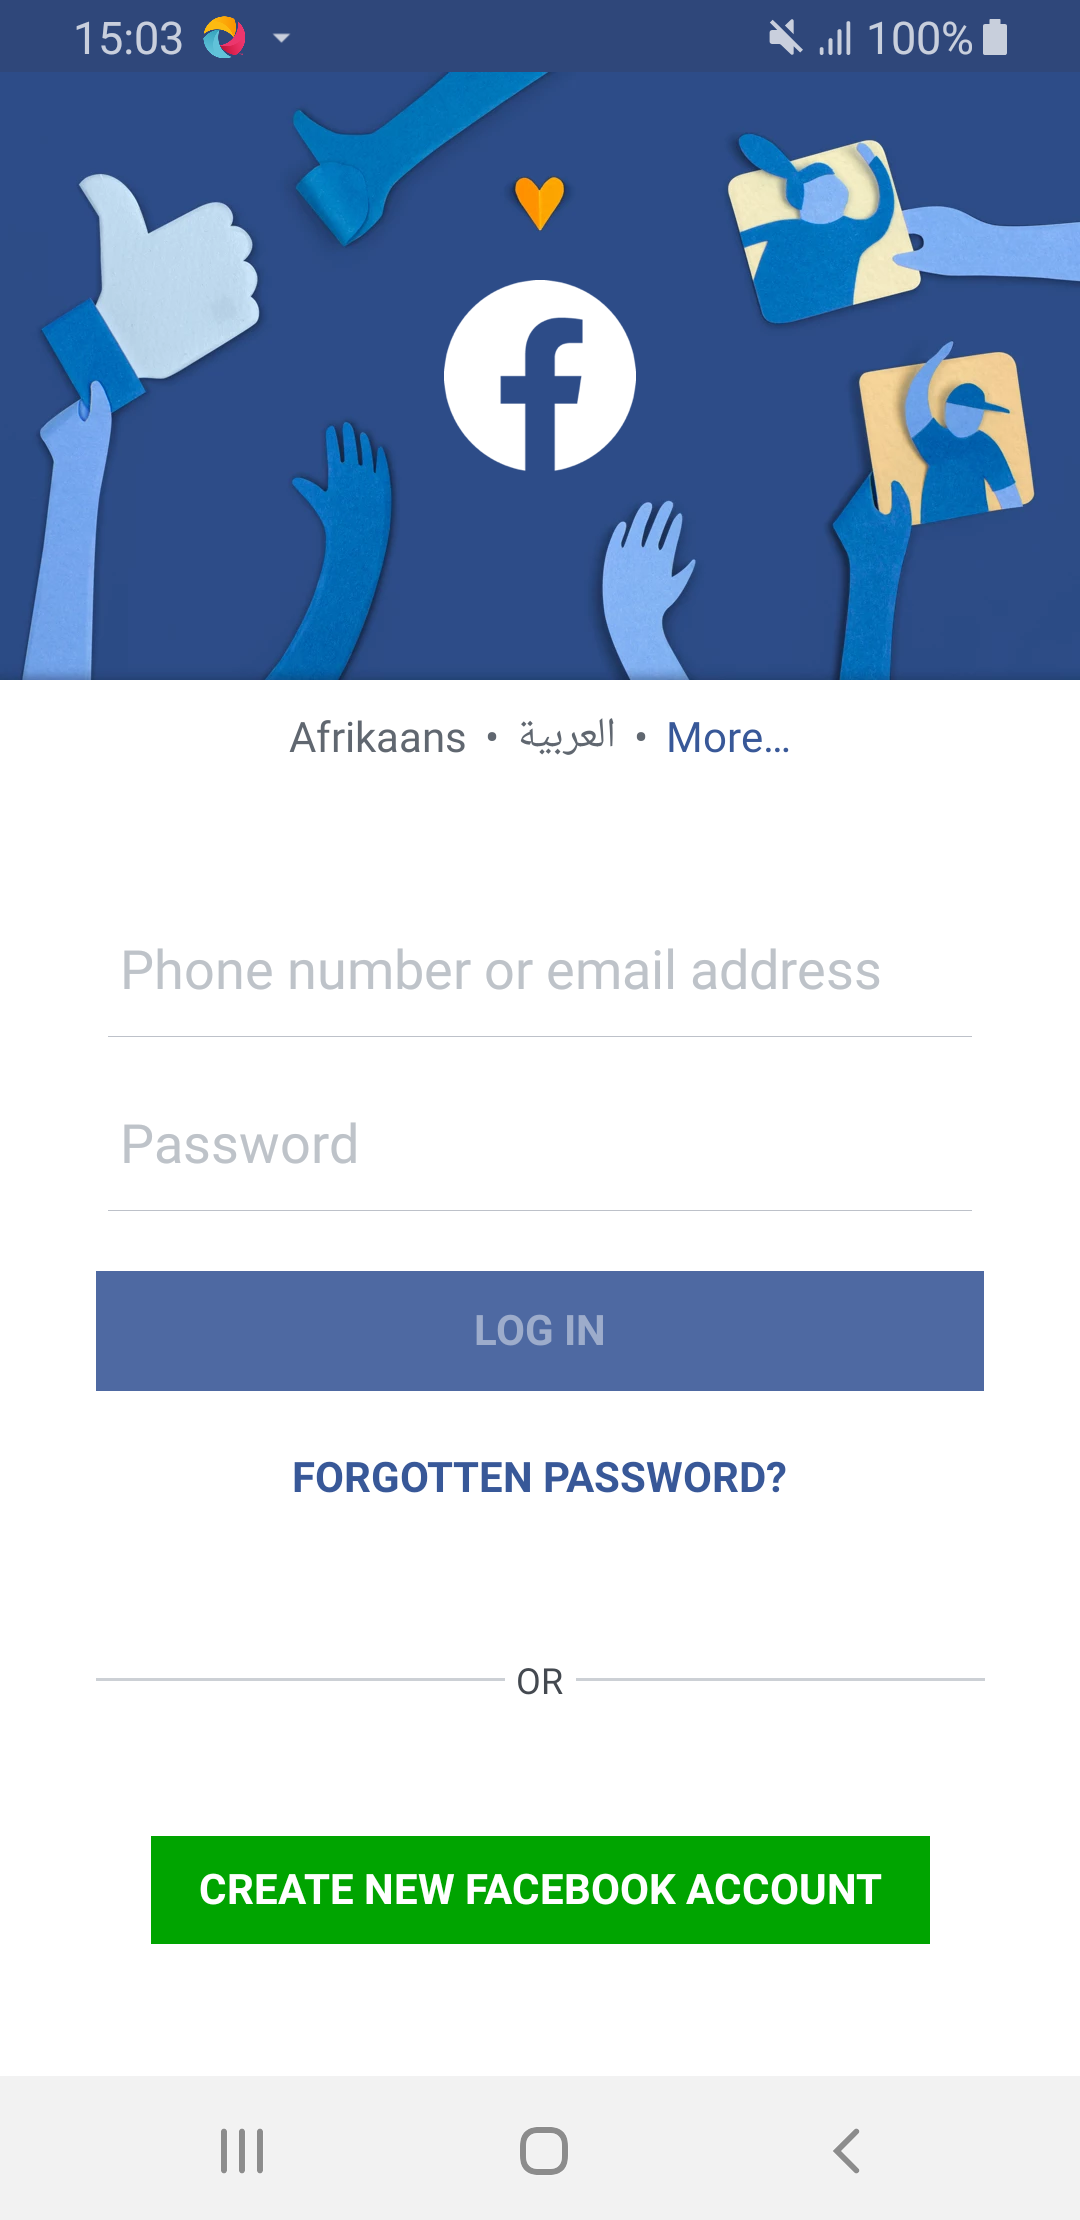 15:03 100%
Afrikaans • العربية • More...
Phone number or email address
Password
LOG IN
FORGOTTEN PASSWORD?
OR
CREATE NEW FACEBOOK ACCOUNT